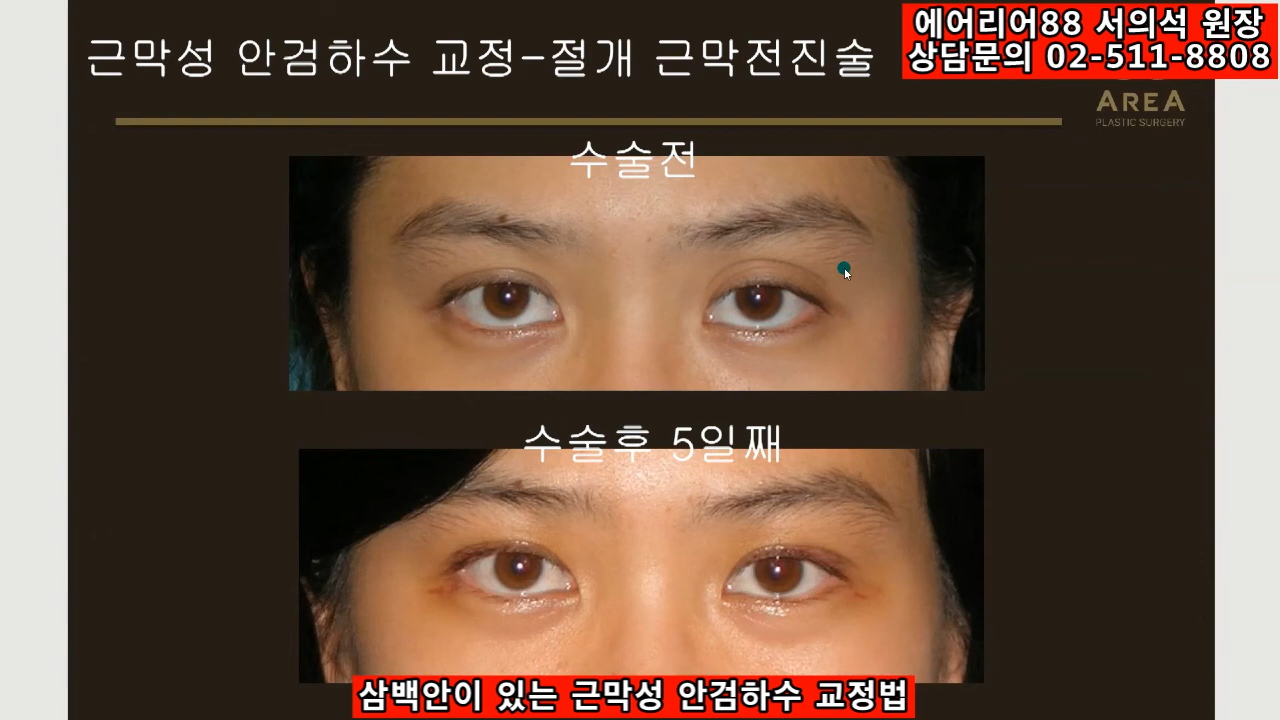 근막성 안검하수 교정-절개 근막전진술
에어리어88 서의석 원장
상담문의 02-511-8808
AREA
PLASTIC SURGERY
수술전
수술후 5일째
삼백안이 있는 근막성 안검하수 교정법